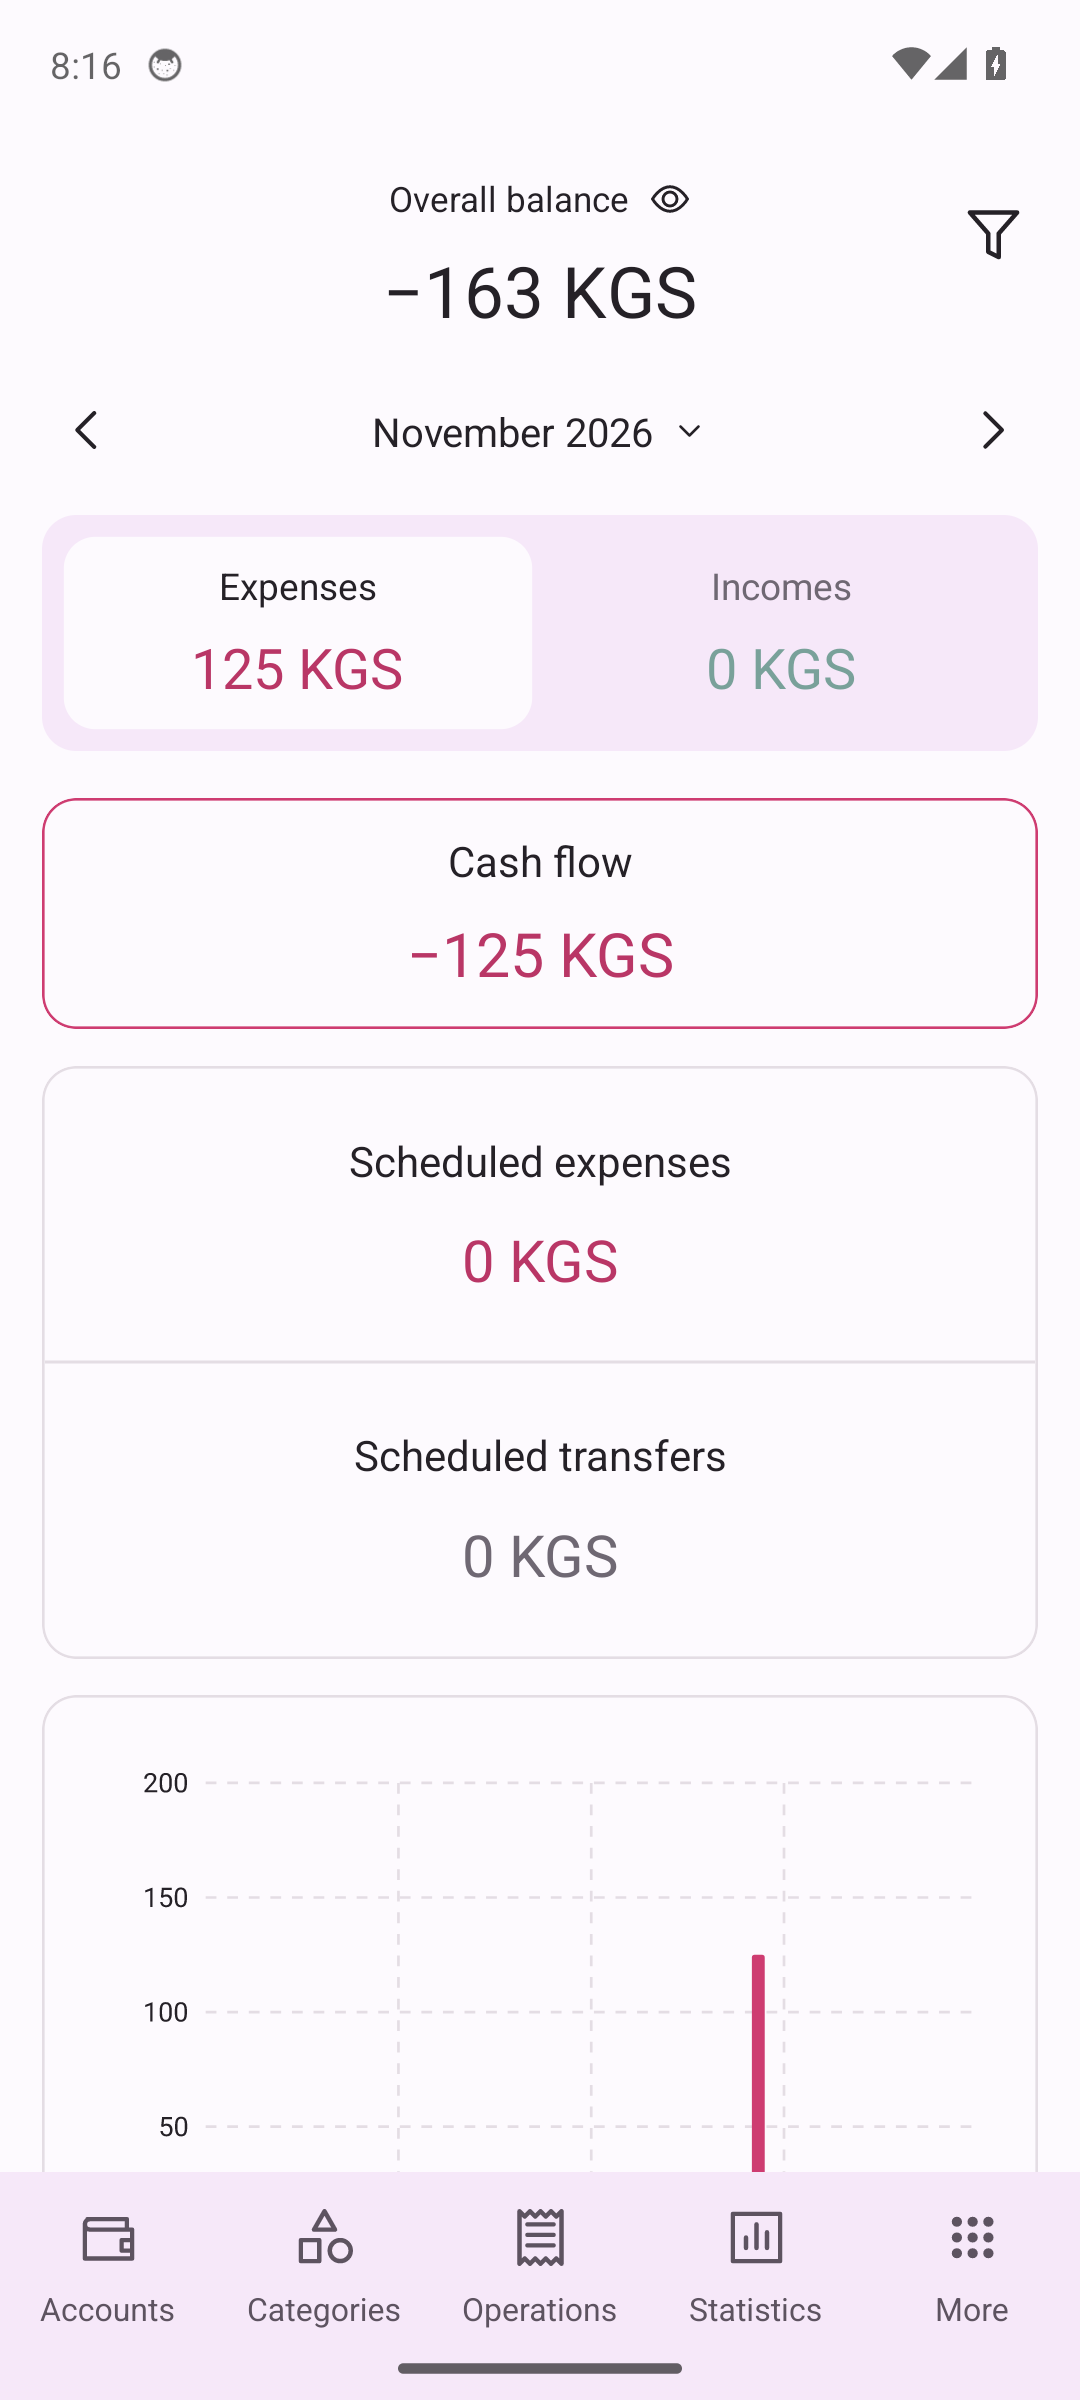 8:16
Overall balance
−163 KGS
November 2026
Expenses
125 KGS
Incomes
0 KGS
Cash flow
−125 KGS
Scheduled expenses
0 KGS
Scheduled transfers
0 KGS
200
150
100
50
Accounts
Categories
Operations
Statistics
More